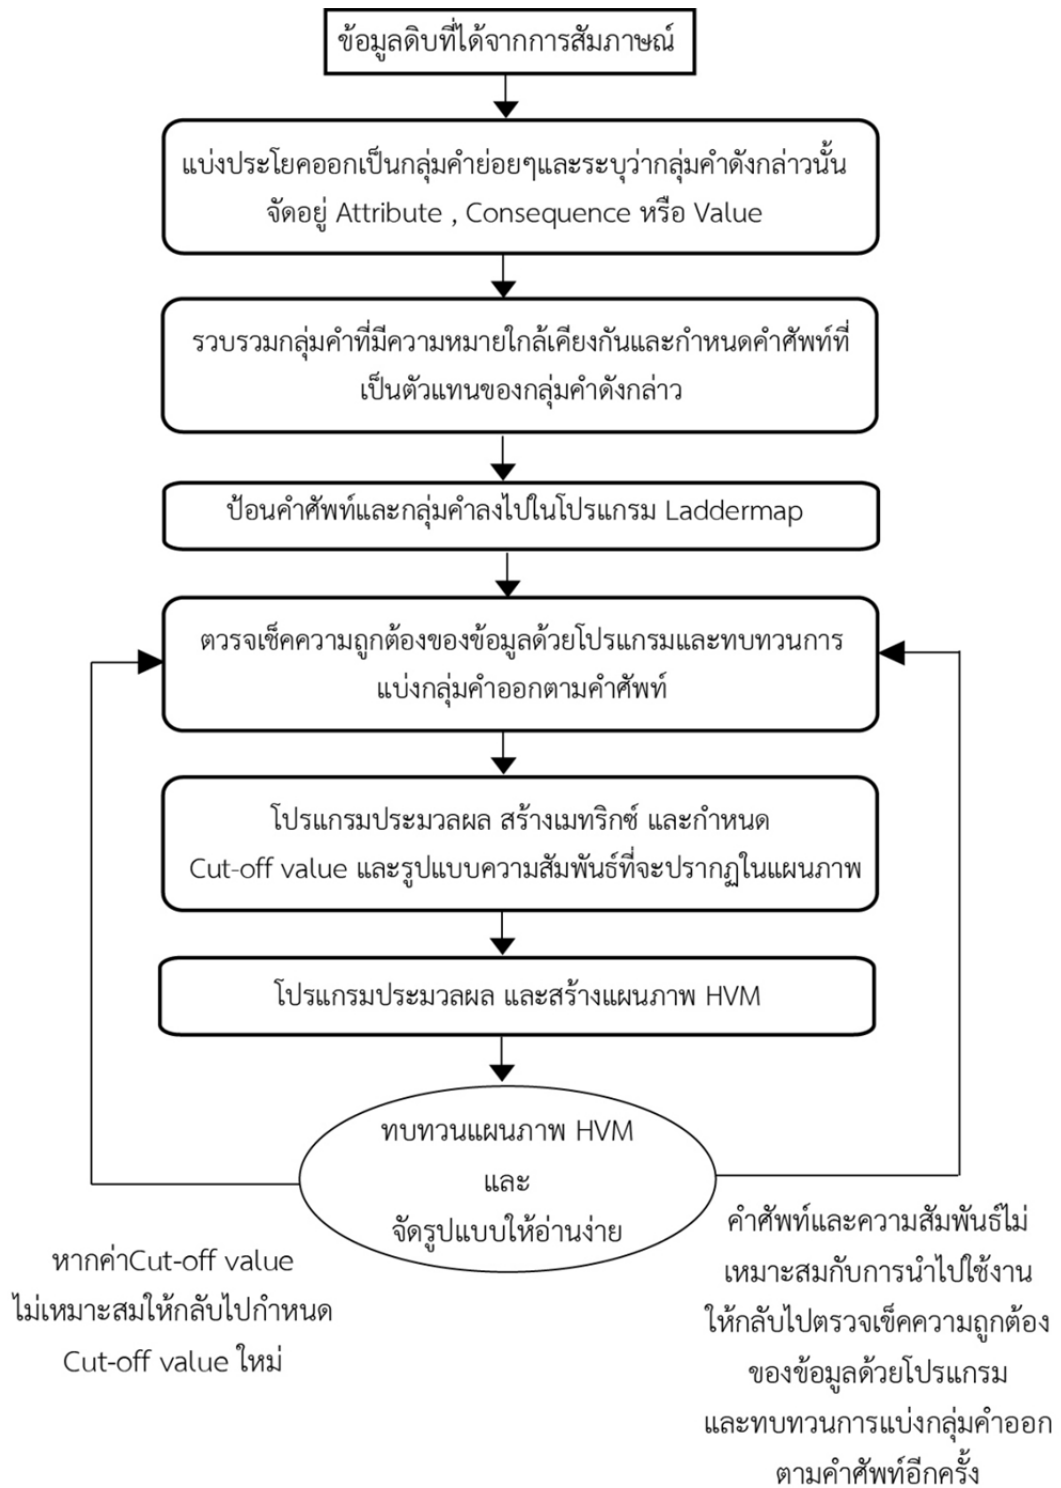 ข้อมูลดิบที่ได้จากการสัมภาษณ์
แบ่งประโยคออกเป็นกลุ่มคำย่อยๆและระบุว่ากลุ่มคำดังกล่าวนั้น
จัดอยู่ Attribute , Consequence หรือ Value
รวบรวมกลุ่มคำที่มีความหมายใกล้เคียงกันและกำหนดคำศัพท์ที่
เป็นตัวแทนของกลุ่มคำดังกล่าว
ป้อนคำศัพท์และกลุ่มคำลงไปในโปรแกรม Laddermap
ตวรจเช็คความถูกต้องของข้อมูลด้วยโปรแกรมและทบทวนการ
แบ่งกลุ่มคำออกตามคำศัพท์
โปรแกรมประมวลผล สร้างเมทริกซ์ และกำหนด
Cut-off value และรูปแบบความสัมพันธ์ที่จะปรากฏในแผนภาพ
โปรแกรมประมวลผล และสร้างแผนภาพ HVM
ทบทวนแผนภาพ HVM
และ
จัดรูปแบบให้อ่านง่าย
หากค่าCut-off value
ไม่เหมาะสมให้กลับไปกำหนด
Cut-off value ใหม่
คำศัพท์และความสัมพันธ์ไม่
เหมาะสมกับการนำไปใช้งาน
ให้กลับไปตรวจเช็คความถูกต้อง
ของข้อมูลด้วยโปรแกรม
และทบทวนการแบ่งกลุ่มคำออก
ตามคำศัพท์อีกครั้ง